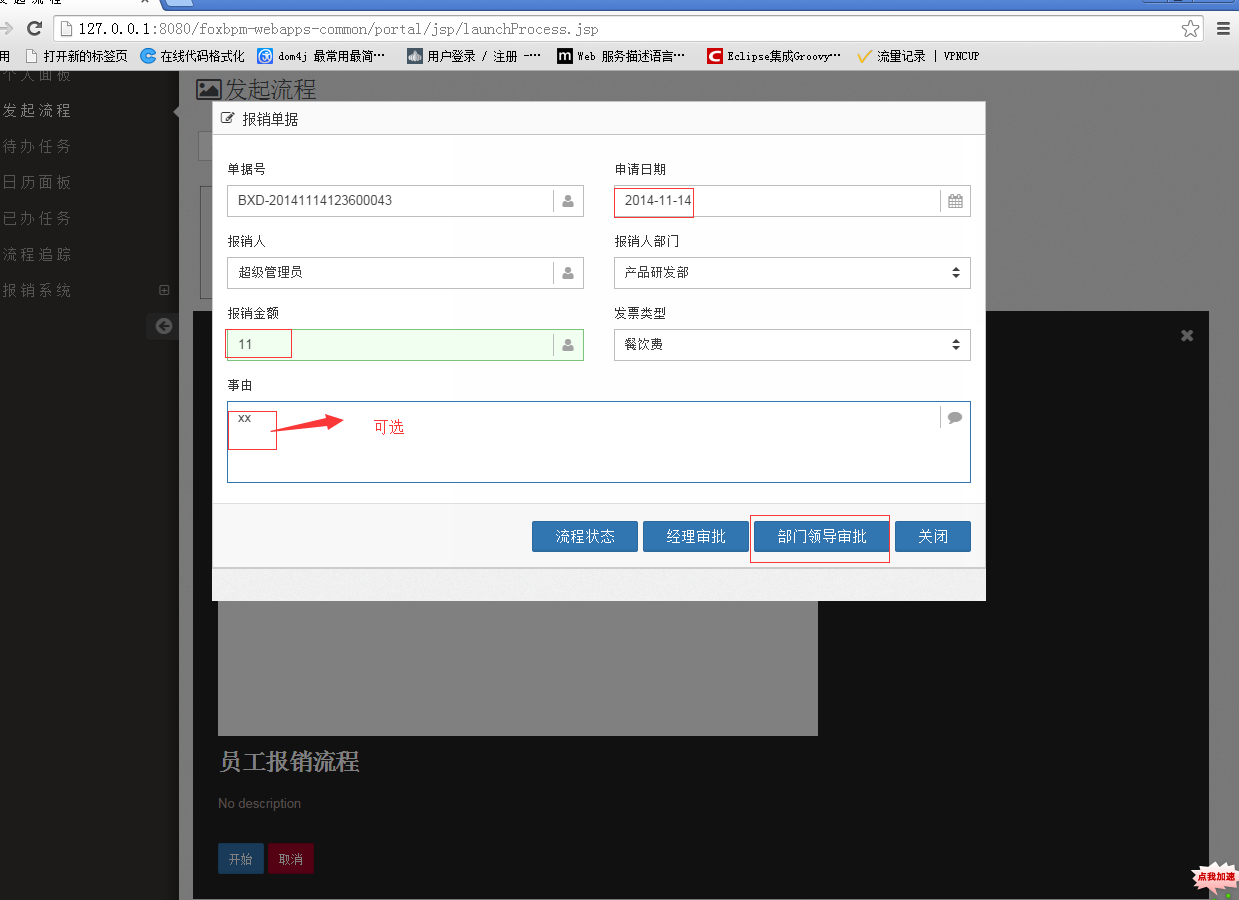 发起流程
127.0.0.1:8080/foxbpm-webapps-common/portal/jsp/launchProcess.jsp
用 打开新的标签页 在线代码格式化 dom4j 最常用最简… 用户登录 / 注册 -… Web 服务描述语言… Eclipse集成Groovy… 流量记录 | VPNCUP
个人面板
发起流程
待办任务
日历面板
已办任务
流程追踪
报销系统
发起流程
报销单据
单据号 申请日期
BXD-20141114123600043 2014-11-14
报销人 报销人部门
超级管理员 产品研发部
报销金额 发票类型
11 餐饮费
事由
xx 可选
流程状态 经理审批 部门领导审批 关闭
员工报销流程
No description
开始 取消
点我加速